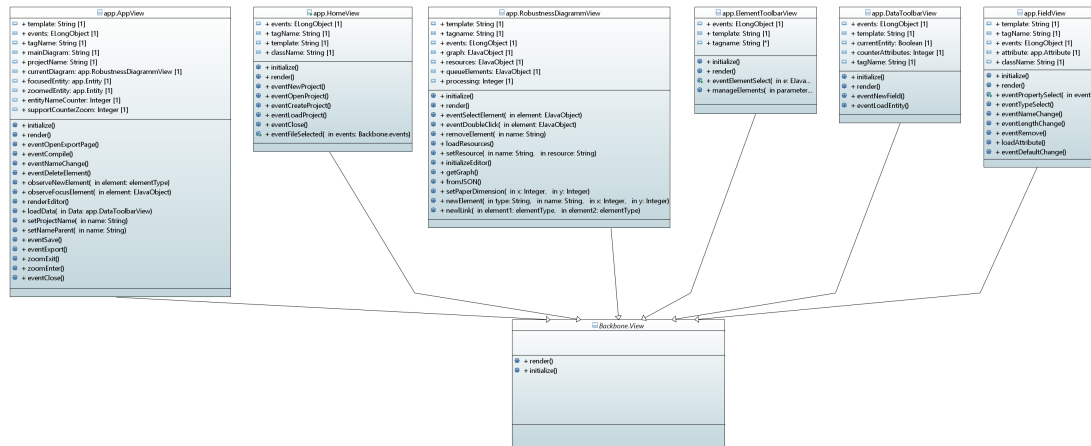 app.AppView
+ template: String [1]
+ events: ELongObject [1]
+ tagName: String [1]
+ mainDiagram: String [1]
+ projectName: String [1]
+ currentDiagram: app.RobustnessDiagrammView [1]
+ focusedEntity: app.Entity [1]
+ zoomedEntity: app.Entity [1]
+ entityNameCounter: Integer [1]
+ supportCounterZoom: Integer [1]
+ initialize()
+ render()
+ eventOpenExportPage()
+ eventCompile()
+ eventNameChange()
+ eventDeleteElement()
+ observeNewElement( in element: elementType)
+ observeFocusElement( in element: EJavaObject)
+ renderEditor()
+ loadData( in Data: app.DataToolbarView)
+ setProjectName( in name: String)
+ setNameParent( in name: String)
+ eventSave()
+ eventExport()
+ zoomExit()
+ zoomEnter()
+ eventClose()
app.HomeView
+ events: ELongObject [1]
+ tagName: String [1]
+ template: String [1]
+ className: String [1]
+ initialize()
+ render()
+ eventNewProject()
+ eventOpenProject()
+ eventCreateProject()
+ eventLoadProject()
+ eventClose()
+ eventFileSelected( in events: Backbone.events)
app.RobustnessDiagrammView
+ template: String [1]
+ tagname: String [1]
+ events: ELongObject [1]
+ graph: EJavaObject [1]
+ resources: EJavaObject [1]
+ queueElements: EJavaObject [1]
+ processing: Integer [1]
+ initialize()
+ render()
+ eventSelectElement( in element: EJavaObject)
+ eventDoubleClick( in element: EJavaObject)
+ removeElement( in name: String)
+ loadResources()
+ setResource( in name: String, in resource: String)
+ initializeEditor()
+ getGraph()
+ fromJSON()
+ setPaperDimension( in x: Integer, in y: Integer)
+ newElement( in type: String, in name: String, in x: Integer, in y: Integer)
+ newLink( in element1: elementType, in element2: elementType)
app.ElementToolbarView
+ events: ELongObject [1]
+ template: String [1]
+ tagname: String [*]
+ initialize()
+ render()
+ eventElementSelect( in e: EJava...
+ manageElements( in parameter...
app.DataToolbarView
+ events: ELongObject [1]
+ template: String [1]
+ currentEntity: Boolean [1]
+ counterAttributes: Integer [1]
+ tagName: String [1]
+ initialize()
+ render()
+ eventNewField()
+ eventLoadEntity()
app.FieldView
+ template: String [1]
+ tagName: String [1]
+ events: ELongObject [1]
+ attribute: app.Attribute [1]
+ className: String [1]
+ initialize()
+ render()
+ eventPropertySelect( in event
+ eventTypeSelect()
+ eventNameChange()
+ eventLengthChange()
+ eventRemove()
+ loadAttribute()
+ eventDefaultChange()
Backbone.View
+ render()
+ initialize()